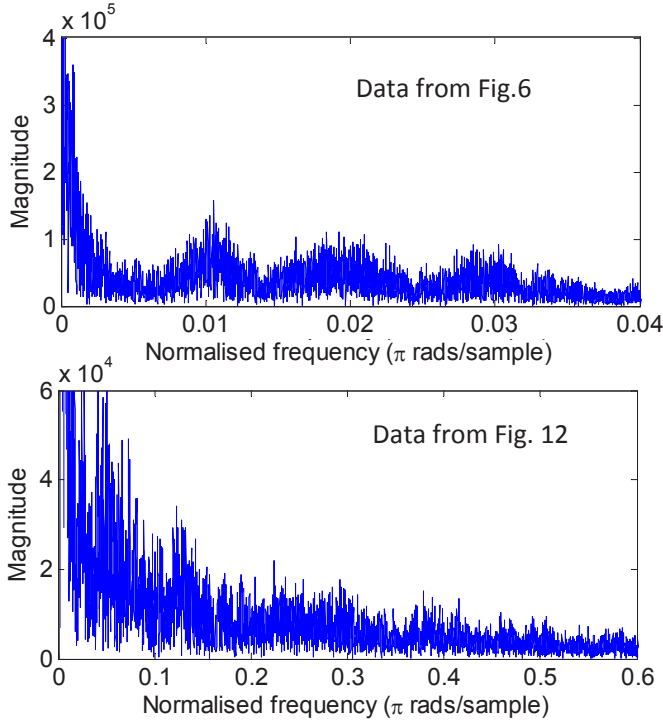 x 10^5
4
3
2
1
0
Magnitude
Data from Fig.6
0 0.01 0.02 0.03 0.04
Normalised frequency (π rads/sample)
x 10^4
6
4
2
0
Magnitude
Data from Fig. 12
0 0.1 0.2 0.3 0.4 0.5 0.6
Normalised frequency (π rads/sample)